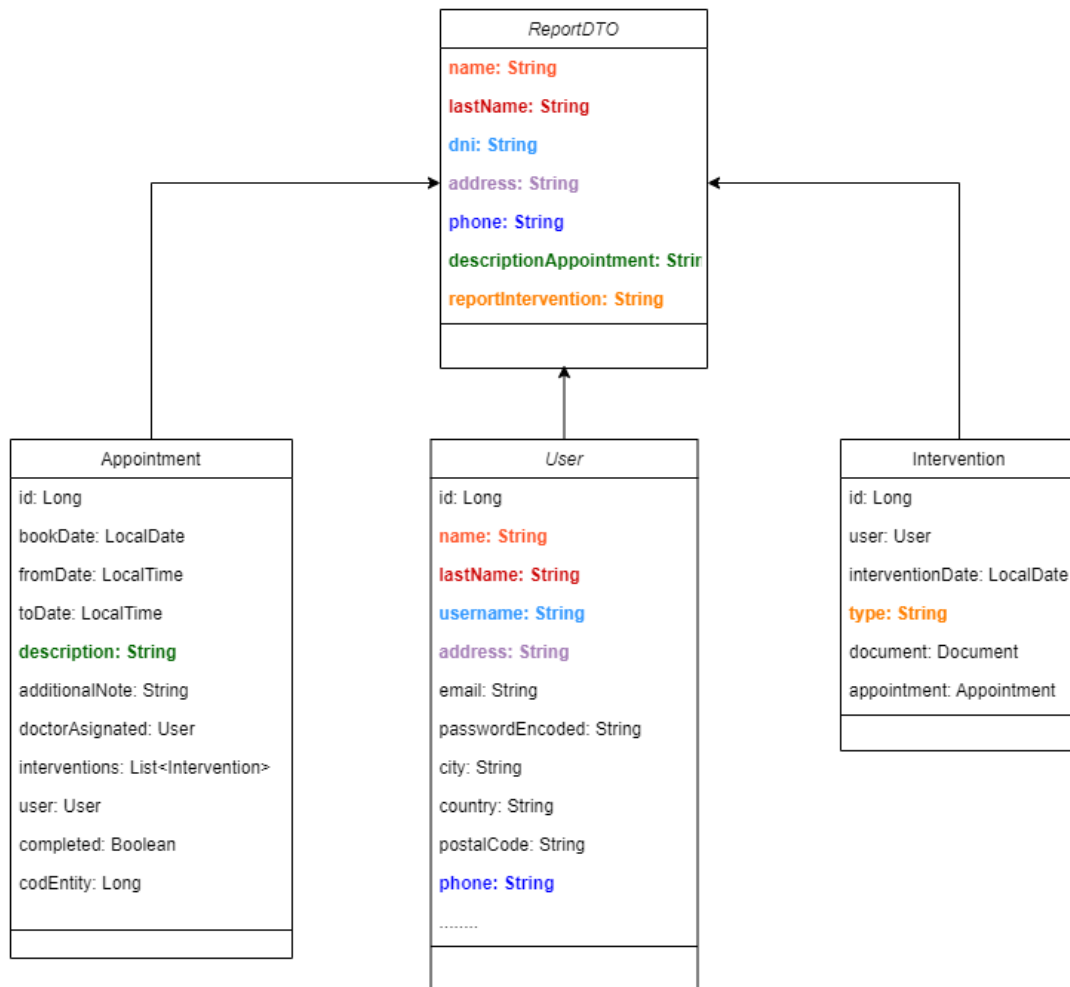 ReportDTO
name: String
lastName: String
dni: String
address: String
phone: String
descriptionAppointment: Strin
reportIntervention: String
Appointment
id: Long
bookDate: LocalDate
fromDate: LocalTime
toDate: LocalTime
description: String
additionalNote: String
doctorAsignated: User
interventions: List<Intervention>
user: User
completed: Boolean
codEntity: Long
User
id: Long
name: String
lastName: String
username: String
address: String
email: String
passwordEncoded: String
city: String
country: String
postalCode: String
phone: String
........
Intervention
id: Long
user: User
interventionDate: LocalDate
type: String
document: Document
appointment: Appointment